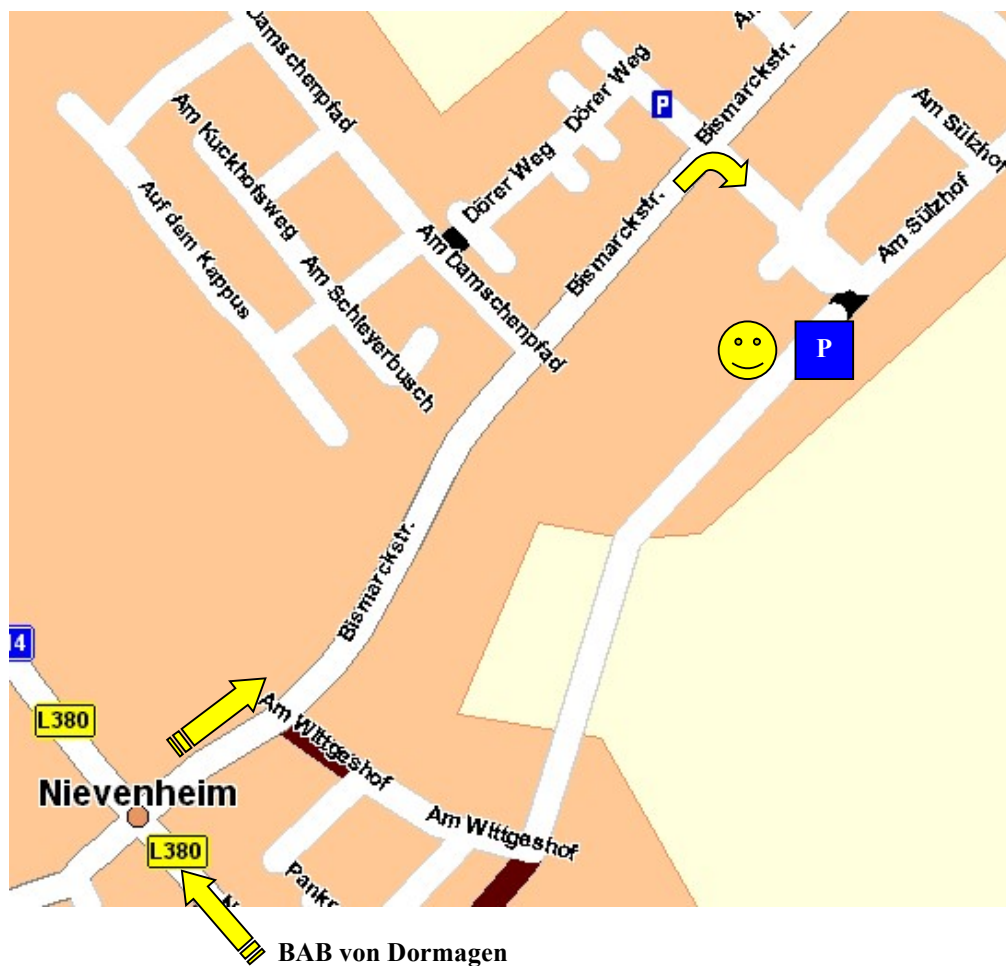 Damschenpfad
Am Kuckhofsweg
Auf dem Kappus
Am Schleyerbusch
Am Damschenpfad
Dörer Weg
Dörer Weg
P
Bismarckstr.
Bismarckstr.
Am Sülzhof
Am Sülzhof
P
Bismarckstr.
14
L380
Am Wittgeshof
Nievenheim
Am Wittgeshof
L380
BAB von Dormagen